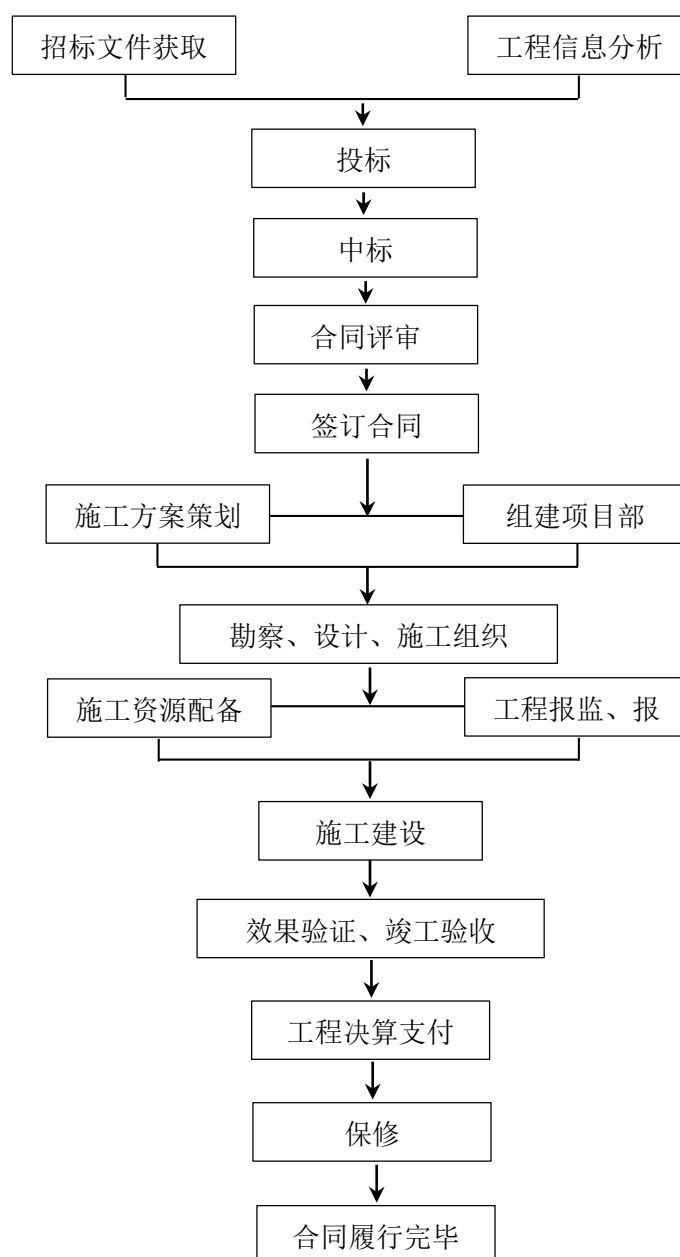 招标文件获取
工程信息分析
投标
中标
合同评审
签订合同
施工方案策划
组建项目部
勘察、设计、施工组织
施工资源配备
工程报监、报
施工建设
效果验证、竣工验收
工程决算支付
保修
合同履行完毕